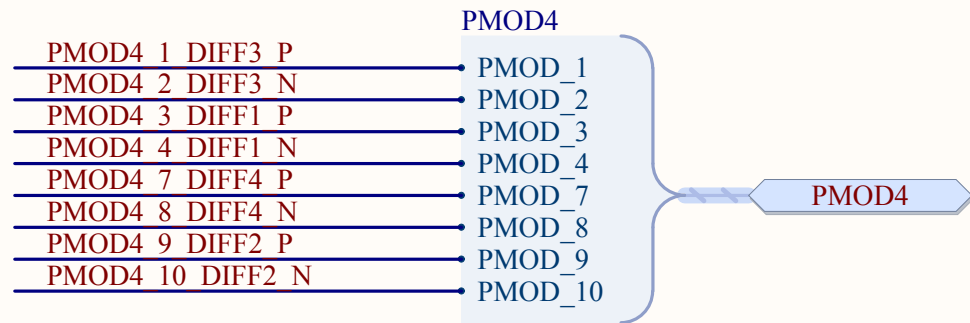 PMOD4
PMOD4_1_DIFF3_P
PMOD_1
PMOD4_2_DIFF3_N
PMOD_2
PMOD4_3_DIFF1_P
PMOD_3
PMOD4_4_DIFF1_N
PMOD_4
PMOD4_7_DIFF4_P
PMOD_7
PMOD4
PMOD4_8_DIFF4_N
PMOD_8
PMOD4_9_DIFF2_P
PMOD_9
PMOD4_10_DIFF2_N
PMOD_10